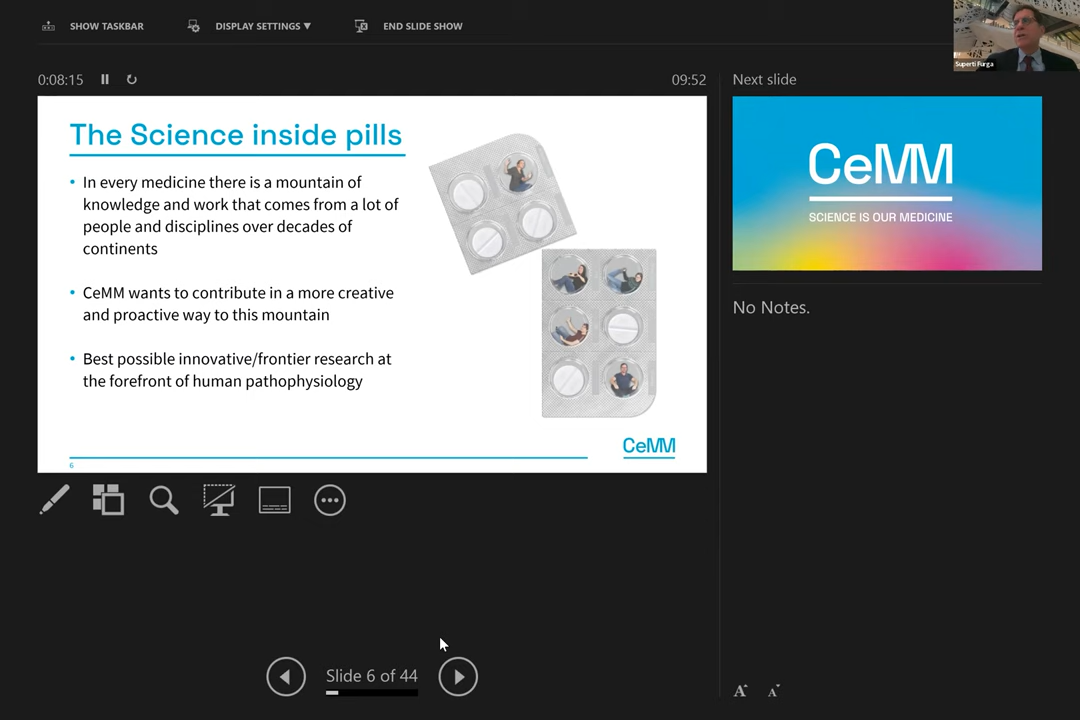 SHOW TASKBAR
DISPLAY SETTINGS ▼
END SLIDE SHOW
Superti Furga
0:08:15
09:52
Next slide
The Science inside pills
• In every medicine there is a mountain of
knowledge and work that comes from a lot of
people and disciplines over decades of
continents
• CeMM wants to contribute in a more creative
and proactive way to this mountain
• Best possible innovative/frontier research at
the forefront of human pathophysiology
CeMM
6
CeMM
SCIENCE IS OUR MEDICINE
No Notes.
Slide 6 of 44
A A